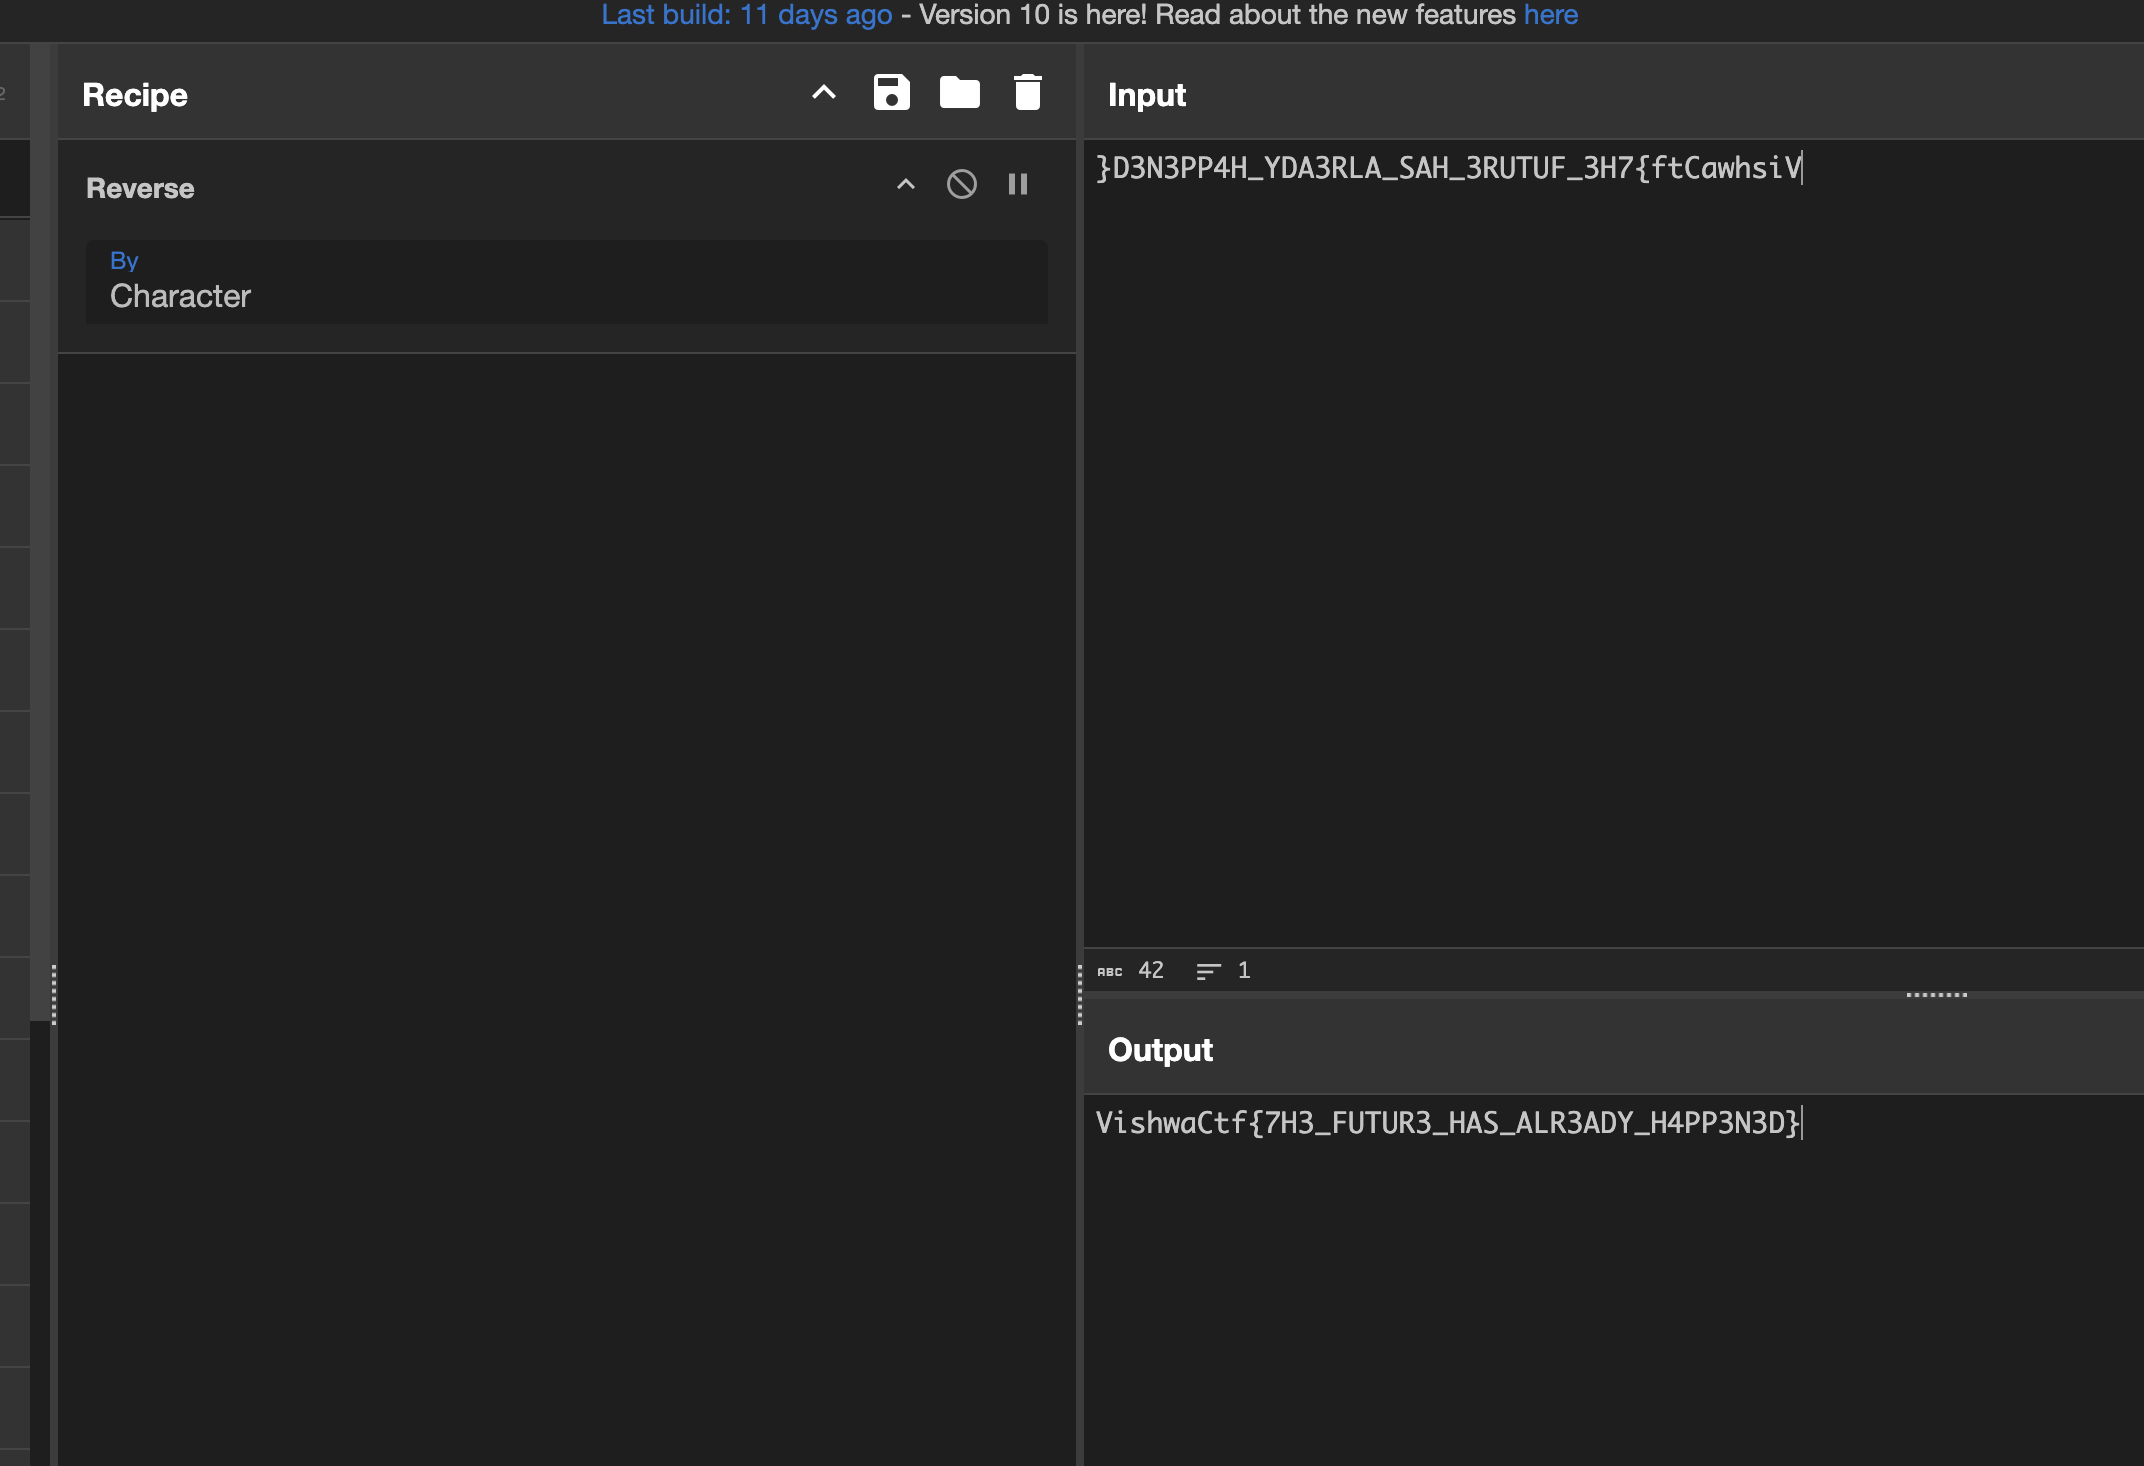 Last build: 11 days ago - Version 10 is here! Read about the new features here
2
Recipe
Reverse
By
Character
Input
}D3N3PP4H_YDA3RLA_SAH_3RUTUF_3H7{ftCawhsiV
ABC 42 1
Output
VishwaCtf{7H3_FUTUR3_HAS_ALR3ADY_H4PP3N3D}